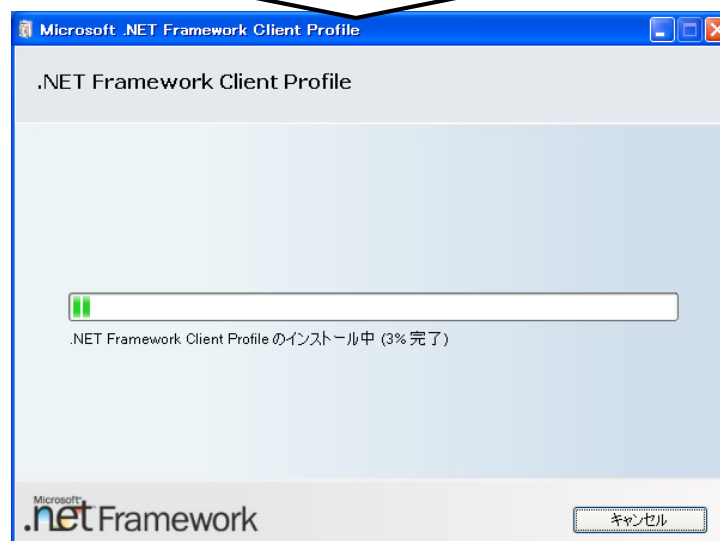 Microsoft .NET Framework Client Profile
.NET Framework Client Profile
.NET Framework Client Profile のインストール中 (3% 完了)
Microsoft
.net Framework
キャンセル